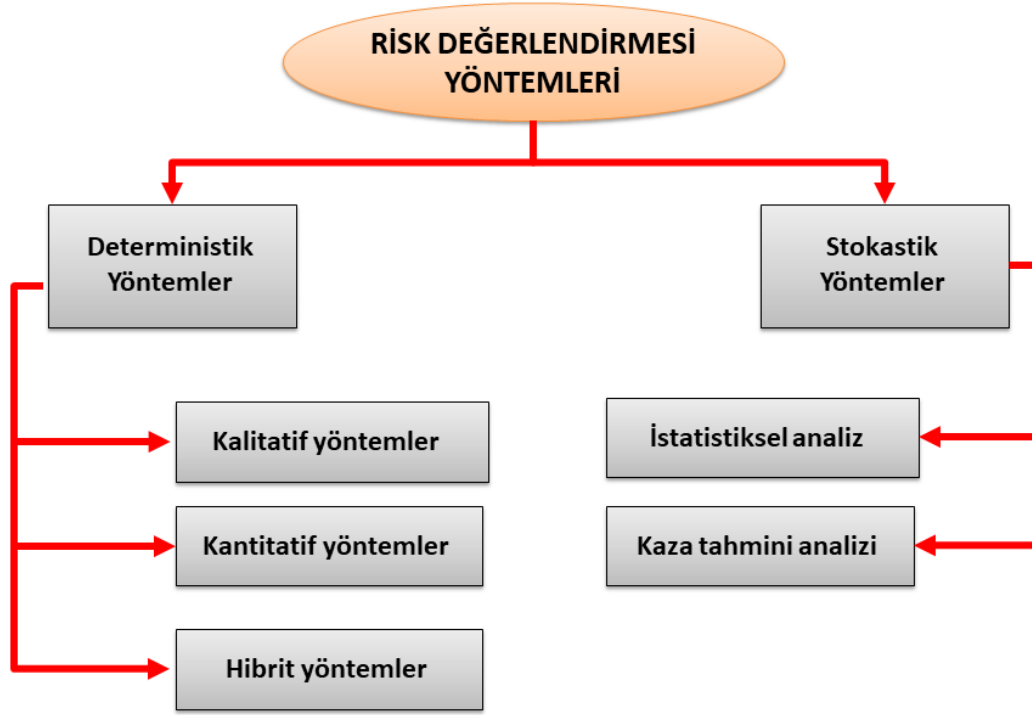 RİSK DEĞERLENDİRMESİ
YÖNTEMLERİ
Deterministik
Yöntemler
Stokastik
Yöntemler
Kalitatif yöntemler
İstatistiksel analiz
Kantitatif yöntemler
Kaza tahmini analizi
Hibrit yöntemler